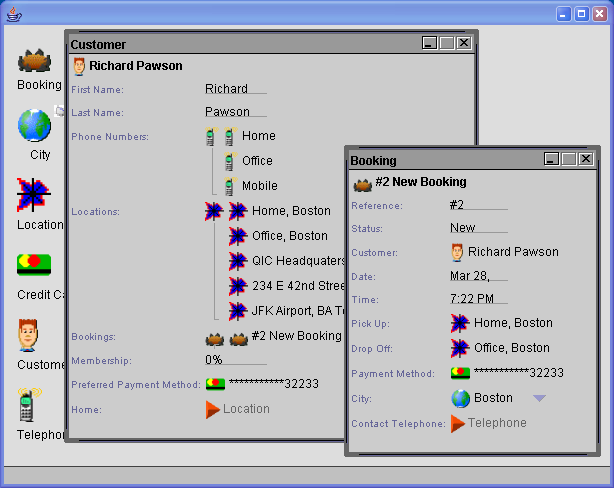 Booking
City
Location
Credit Ca
Custome
Telephor
Customer
Richard Pawson
First Name: Richard
Last Name: Pawson
Phone Numbers: Home
Office
Mobile
Locations: Home, Boston
Office, Boston
QIC Headquaters
234 E 42nd Stree
JFK Airport, BA Te
Bookings: #2 New Booking
Membership: 0%
Preferred Payment Method: ***********32233
Home: Location
Booking
#2 New Booking
Reference: #2
Status: New
Customer: Richard Pawson
Date: Mar 28,
Time: 7:22 PM
Pick Up: Home, Boston
Drop Off: Office, Boston
Payment Method: ***********32233
City: Boston
Contact Telephone: Telephone